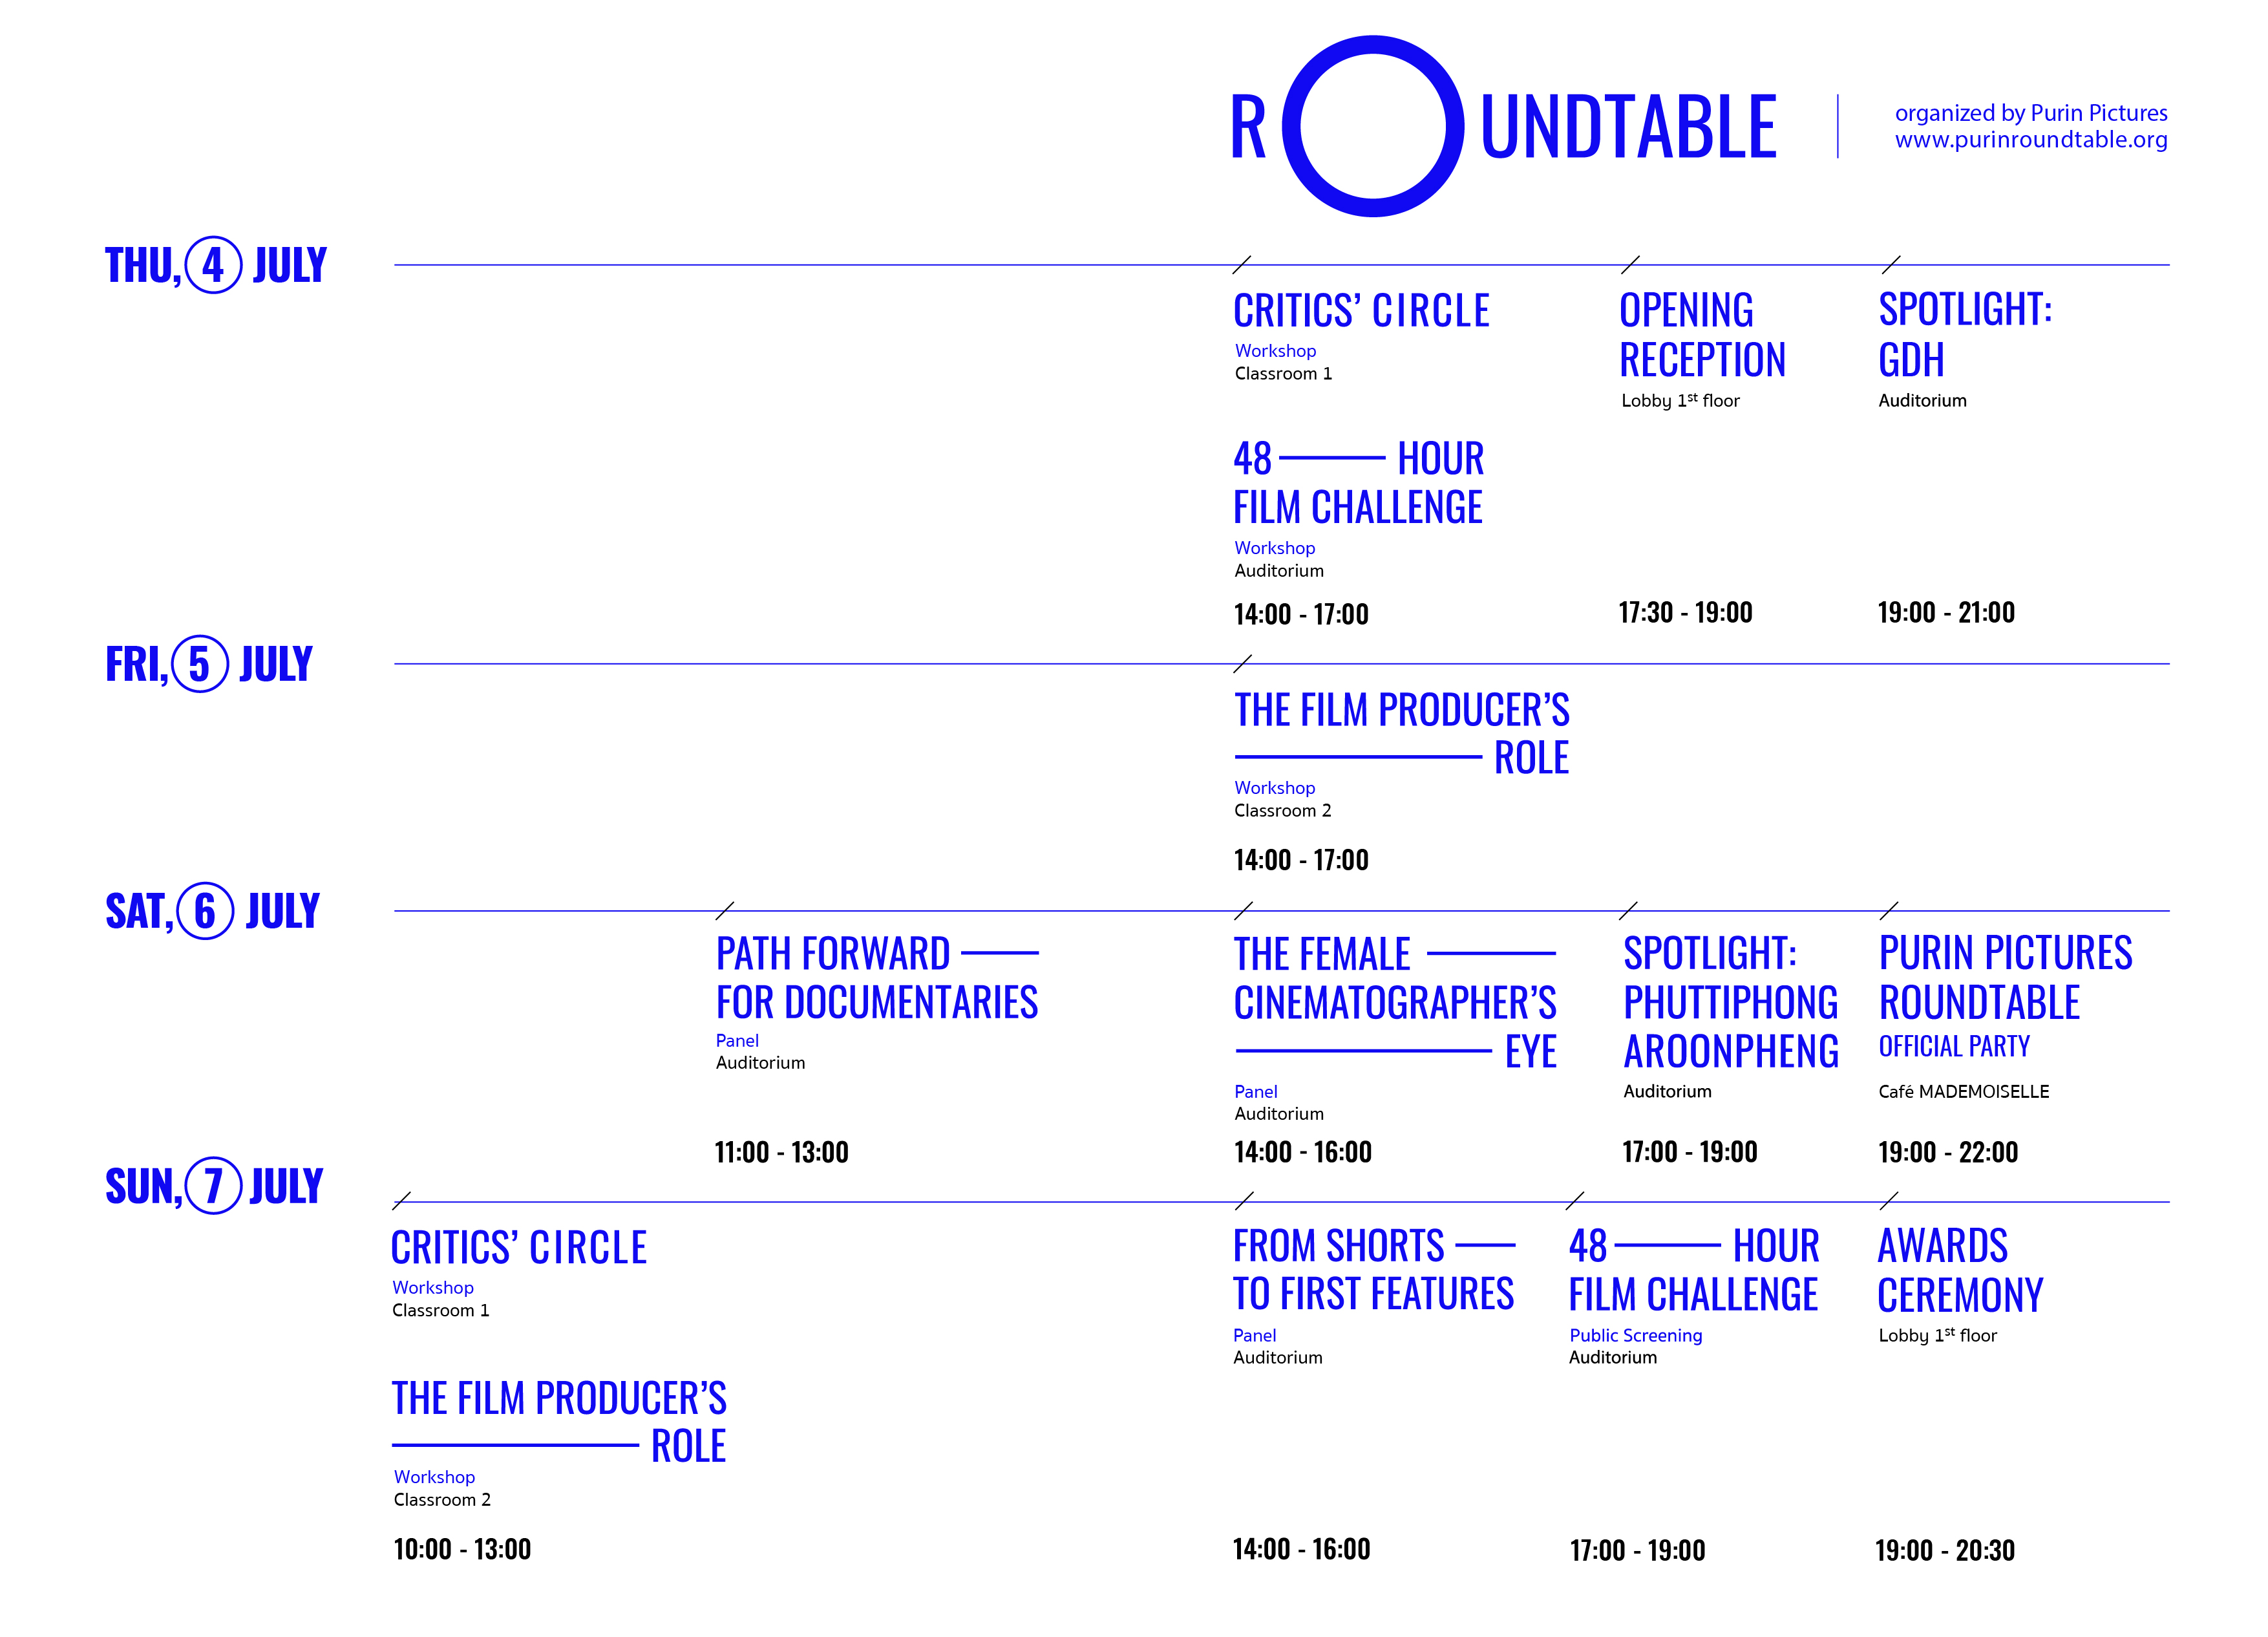 ROUNDTABLE
organized by Purin Pictures
www.purinroundtable.org
THU, 4 JULY
CRITICS’ CIRCLE
Workshop
Classroom 1
48 HOUR
FILM CHALLENGE
Workshop
Auditorium
14:00 - 17:00
OPENING
RECEPTION
Lobby 1st floor
17:30 - 19:00
SPOTLIGHT:
GDH
Auditorium
19:00 - 21:00
FRI, 5 JULY
THE FILM PRODUCER’S
ROLE
Workshop
Classroom 2
14:00 - 17:00
SAT, 6 JULY
PATH FORWARD
FOR DOCUMENTARIES
Panel
Auditorium
11:00 - 13:00
THE FEMALE
CINEMATOGRAPHER’S
EYE
Panel
Auditorium
14:00 - 16:00
SPOTLIGHT:
PHUTTIPHONG
AROONPHENG
Auditorium
17:00 - 19:00
PURIN PICTURES
ROUNDTABLE
OFFICIAL PARTY
Café MADEMOISELLE
19:00 - 22:00
SUN, 7 JULY
CRITICS’ CIRCLE
Workshop
Classroom 1
THE FILM PRODUCER’S
ROLE
Workshop
Classroom 2
10:00 - 13:00
FROM SHORTS
TO FIRST FEATURES
Panel
Auditorium
14:00 - 16:00
48 HOUR
FILM CHALLENGE
Public Screening
Auditorium
17:00 - 19:00
AWARDS
CEREMONY
Lobby 1st floor
19:00 - 20:30